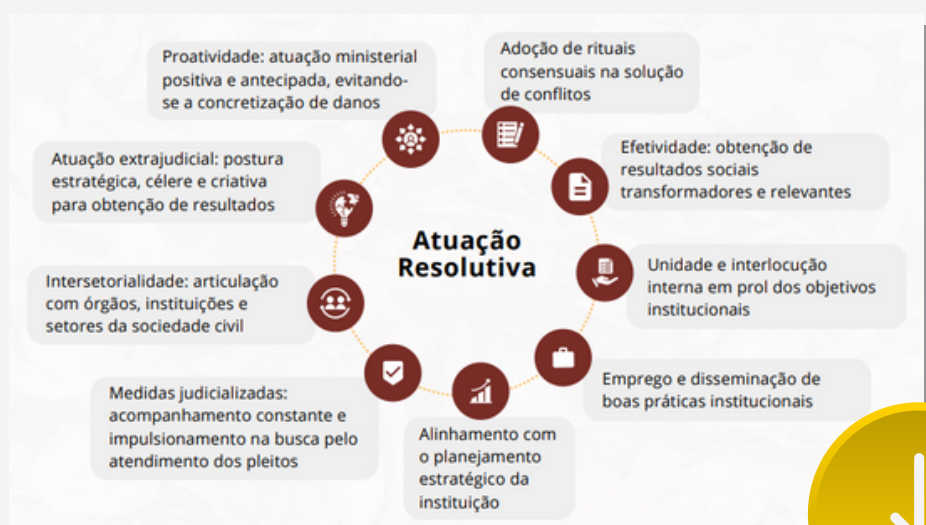 Proatividade: atuação ministerial
positiva e antecipada, evitando-
se a concretização de danos
Adoção de rituais
consensuais na solução
de conflitos
Atuação extrajudicial: postura
estratégica, célere e criativa
para obtenção de resultados
Efetividade: obtenção de
resultados sociais
transformadores e relevantes
Atuação
Resolutiva
Intersetorialidade: articulação
com órgãos, instituições e
setores da sociedade civil
Unidade e interlocução
interna em prol dos objetivos
institucionais
Medidas judicializadas:
acompanhamento constante e
impulsionamento na busca pelo
atendimento dos pleitos
Emprego e disseminação de
boas práticas institucionais
Alinhamento com
o planejamento
estratégico da
instituição